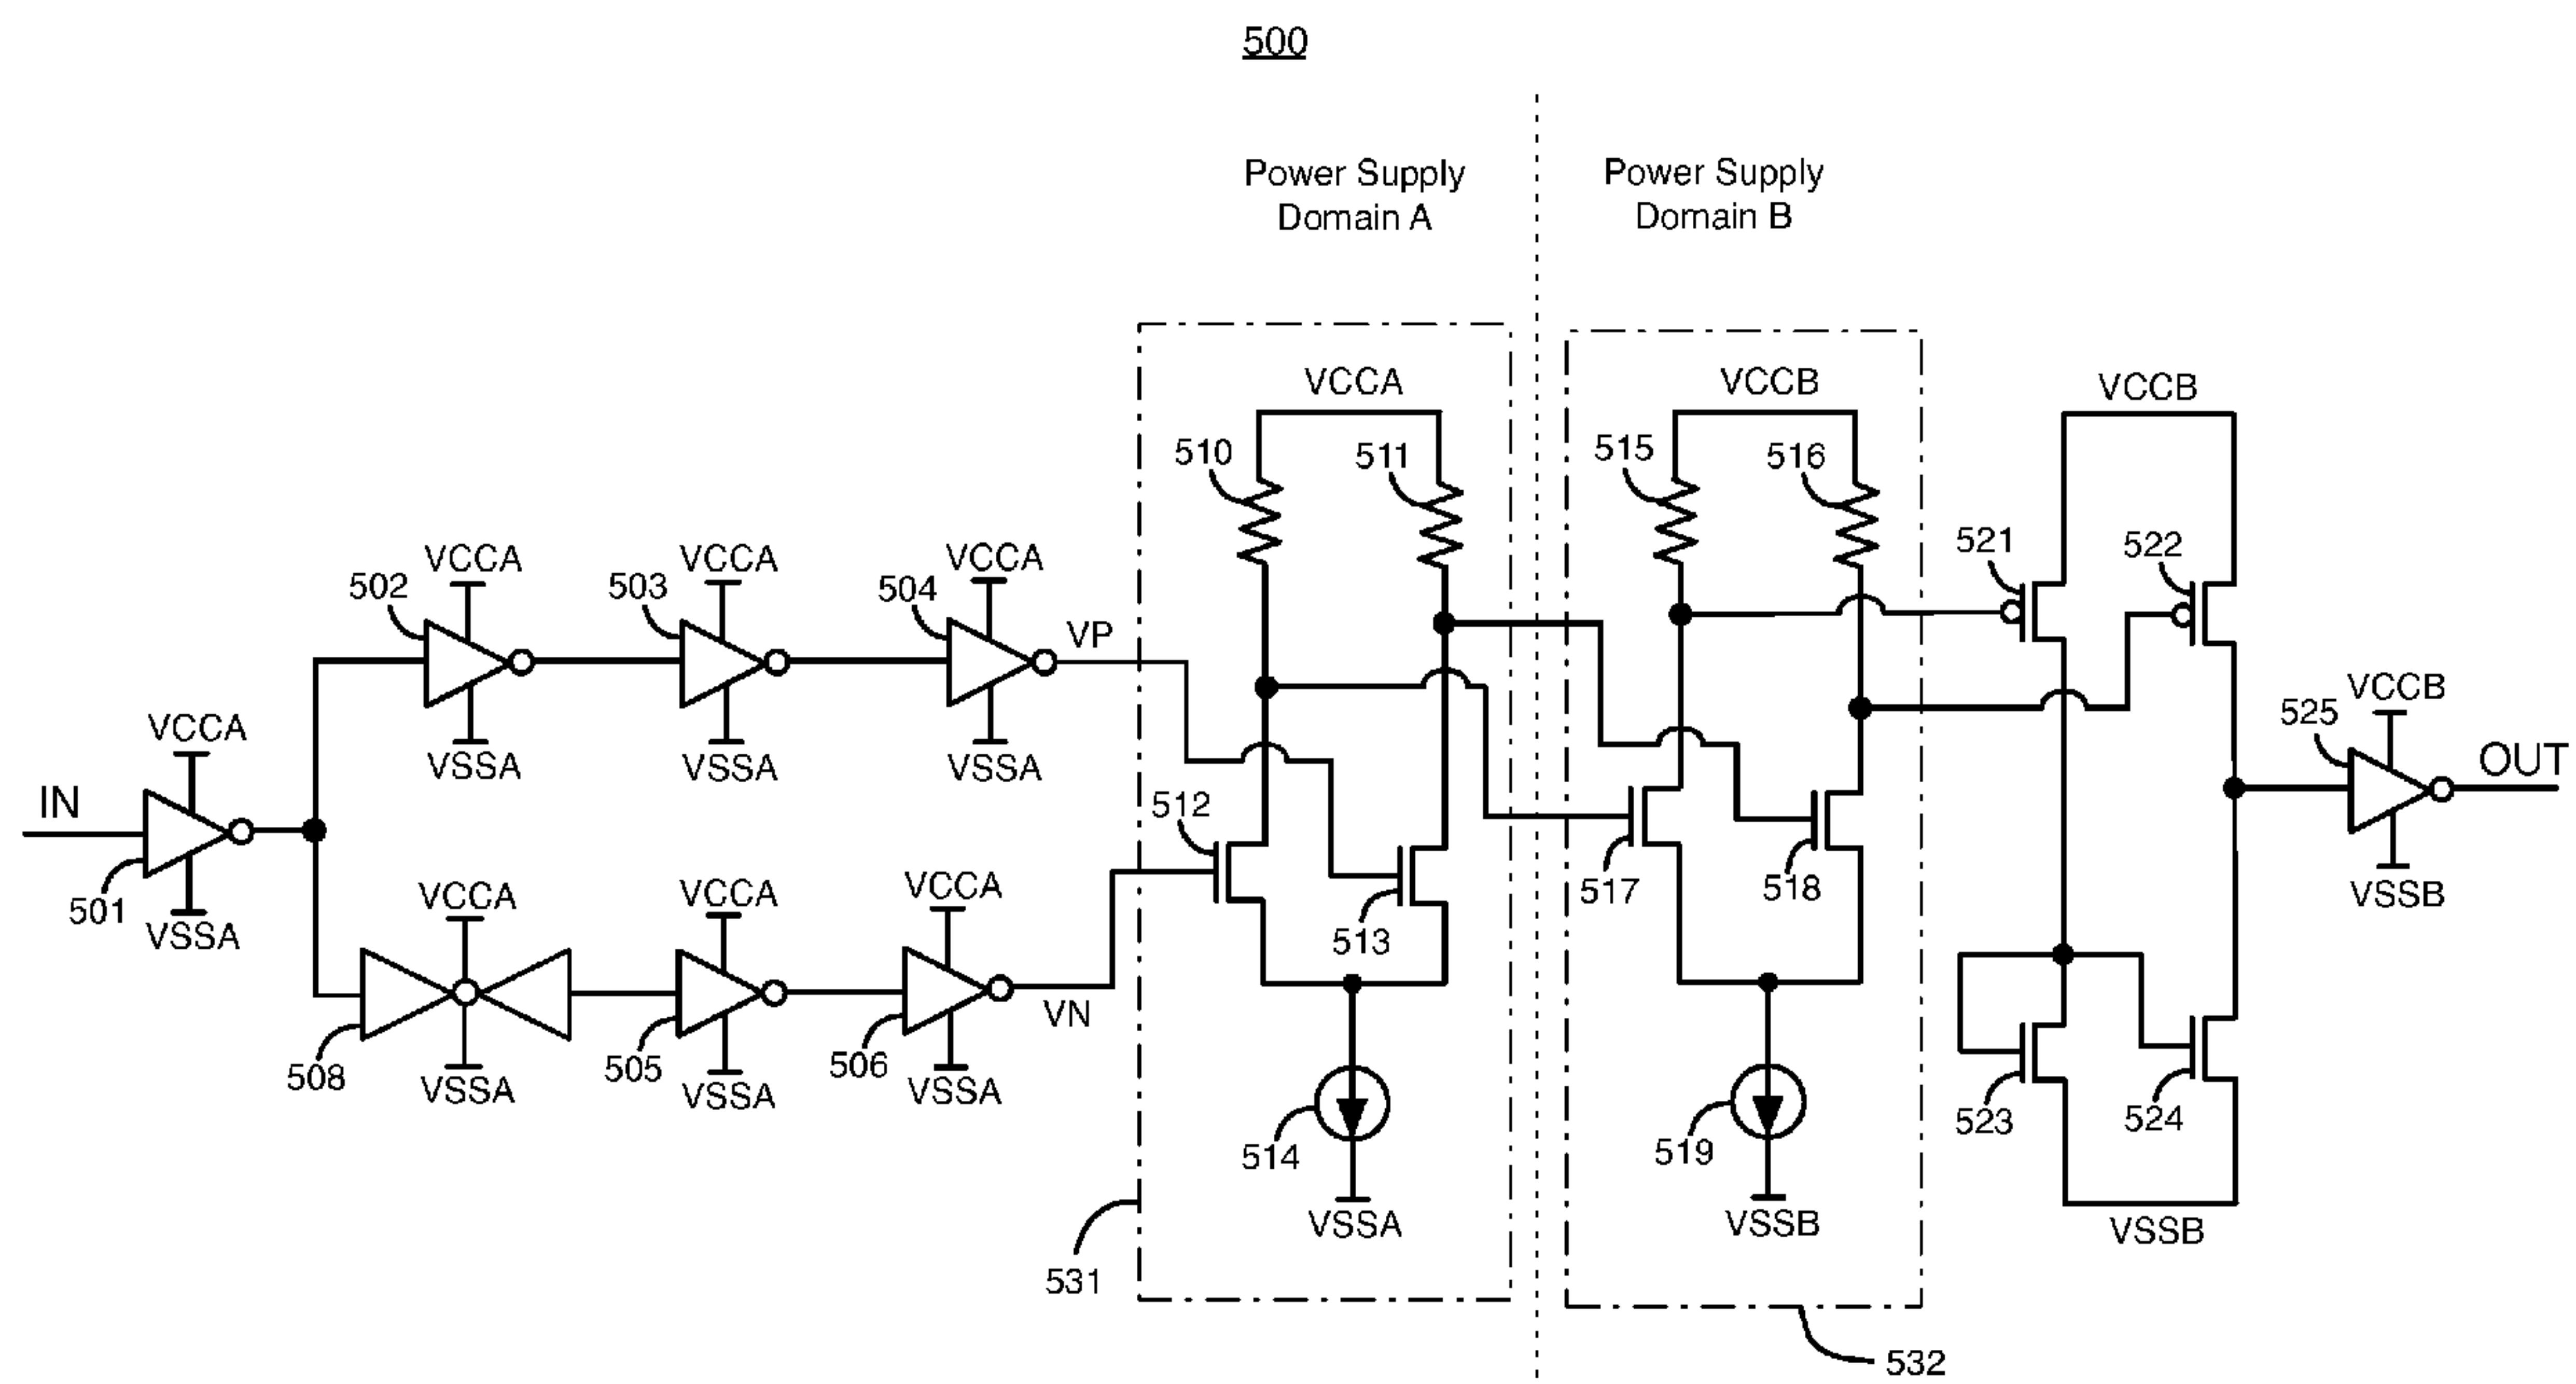 500
Power Supply
Domain A
Power Supply
Domain B
VCCA
VCCB
VCCB
510
511
515
516
521
522
VCCA
VCCA
VCCA
502
503
504
VP
VCCA
VSSA
VSSA
VSSA
VCCB
525
IN
OUT
512
501
VSSA
VCCA
VCCA
VCCA
513
517
518
VSSB
508
VSSA
505
VSSA
506
VSSA
VN
514
519
523
524
VSSA
VSSB
VSSB
531
532